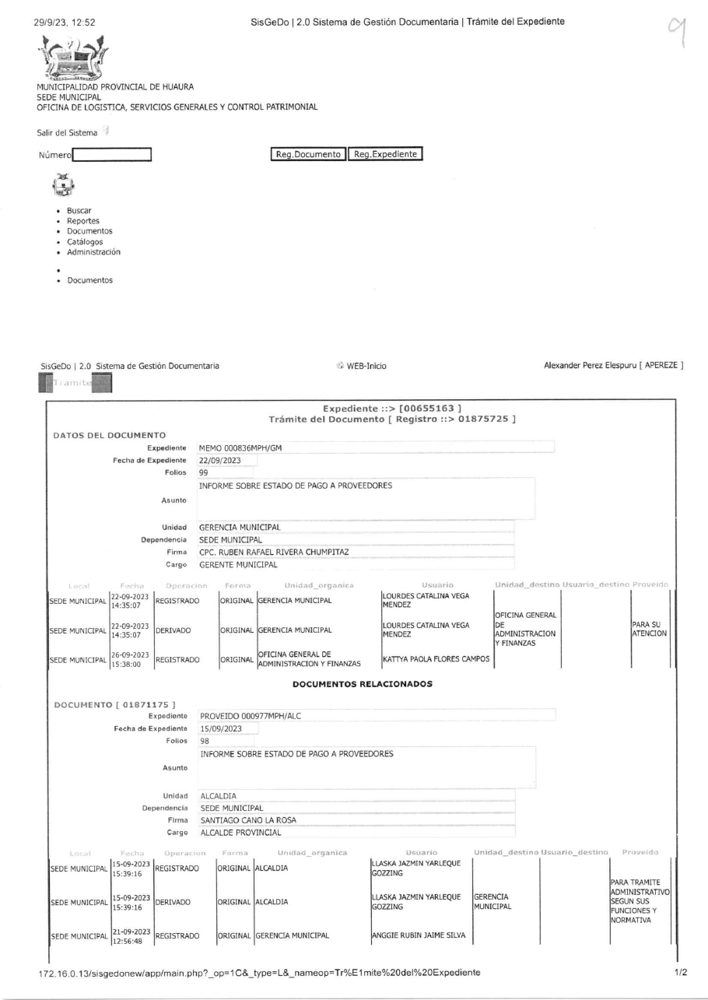 29/9/23, 12:52 SisGeDo | 2.0 Sistema de Gestión Documentaria | Trámite del Expediente
9
MUNICIPALIDAD PROVINCIAL DE HUAURA
SEDE MUNICIPAL
OFICINA DE LOGISTICA, SERVICIOS GENERALES Y CONTROL PATRIMONIAL
Salir del Sistema
Número Reg.Documento Reg.Expediente
• Buscar
• Reportes
• Documentos
• Catálogos
• Administración
•
• Documentos
SisGeDo | 2.0 Sistema de Gestión Documentaria WEB-Inicio Alexander Perez Elespuru [ APEREZE ]
Tramite
Expediente ::> [00655163 ]
Trámite del Documento [ Registro ::> 01875725 ]
DATOS DEL DOCUMENTO
Expediente MEMO 000836MPH/GM
Fecha de Expediente 22/09/2023
Folios 99
INFORME SOBRE ESTADO DE PAGO A PROVEEDORES
Asunto
Unidad GERENCIA MUNICIPAL
Dependencia SEDE MUNICIPAL
Firma CPC. RUBEN RAFAEL RIVERA CHUMPITAZ
Cargo GERENTE MUNICIPAL
Local Fecha Operacion Forma Unidad_organica Usuario Unidad_destino Usuario_destino Proveido
SEDE MUNICIPAL 22-09-2023 14:35:07 REGISTRADO ORIGINAL GERENCIA MUNICIPAL LOURDES CATALINA VEGA MENDEZ
SEDE MUNICIPAL 22-09-2023 14:35:07 DERIVADO ORIGINAL GERENCIA MUNICIPAL LOURDES CATALINA VEGA MENDEZ OFICINA GENERAL DE ADMINISTRACION Y FINANZAS PARA SU ATENCION
SEDE MUNICIPAL 26-09-2023 15:38:00 REGISTRADO ORIGINAL OFICINA GENERAL DE ADMINISTRACION Y FINANZAS KATTYA PAOLA FLORES CAMPOS
DOCUMENTOS RELACIONADOS
DOCUMENTO [ 01871175 ]
Expediente PROVEIDO 000977MPH/ALC
Fecha de Expediente 15/09/2023
Folios 98
INFORME SOBRE ESTADO DE PAGO A PROVEEDORES
Asunto
Unidad ALCALDIA
Dependencia SEDE MUNICIPAL
Firma SANTIAGO CANO LA ROSA
Cargo ALCALDE PROVINCIAL
Local Fecha Operacion Forma Unidad_organica Usuario Unidad_destino Usuario_destino Proveido
SEDE MUNICIPAL 15-09-2023 15:39:16 REGISTRADO ORIGINAL ALCALDIA LLASKA JAZMIN YARLEQUE GOZZING
SEDE MUNICIPAL 15-09-2023 15:39:16 DERIVADO ORIGINAL ALCALDIA LLASKA JAZMIN YARLEQUE GOZZING GERENCIA MUNICIPAL PARA TRAMITE ADMINISTRATIVO SEGUN SUS FUNCIONES Y NORMATIVA
SEDE MUNICIPAL 21-09-2023 12:56:48 REGISTRADO ORIGINAL GERENCIA MUNICIPAL ANGGIE RUBIN JAIME SILVA
172.16.0.13/sisgedonew/app/main.php?_op=1C&_type=L&_nameop=Tr%E1mite%20del%20Expediente 1/2